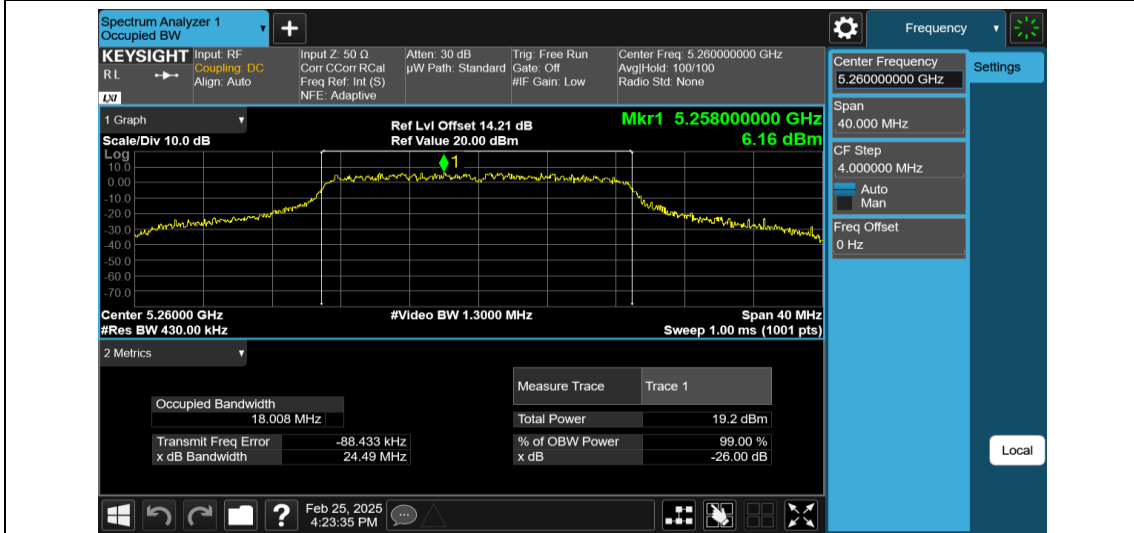 Spectrum Analyzer 1
Occupied BW
Frequency
KEYSIGHT Input: RF Input Z: 50 Ω Atten: 30 dB Trig: Free Run Center Freq: 5.260000000 GHz
RL Coupling: DC Corr CCorr RCal µW Path: Standard Gate: Off Avg|Hold: 100/100
Align: Auto Freq Ref: Int (S) #IF Gain: Low Radio Std: None
LXI NFE: Adaptive
Center Frequency
5.260000000 GHz
Settings
Span
40.000 MHz
CF Step
4.000000 MHz
Auto
Man
Freq Offset
0 Hz
Local
1 Graph
Scale/Div 10.0 dB
Ref Lvl Offset 14.21 dB
Ref Value 20.00 dBm
Mkr1 5.258000000 GHz
6.16 dBm
Log
1
10.0
0.00
-10.0
-20.0
-30.0
-40.0
-50.0
-60.0
-70.0
Center 5.26000 GHz #Video BW 1.3000 MHz Span 40 MHz
#Res BW 430.00 kHz Sweep 1.00 ms (1001 pts)
2 Metrics
Measure Trace Trace 1
Occupied Bandwidth
18.008 MHz
Total Power 19.2 dBm
Transmit Freq Error -88.433 kHz % of OBW Power 99.00 %
x dB Bandwidth 24.49 MHz x dB -26.00 dB
Feb 25, 2025
4:23:35 PM